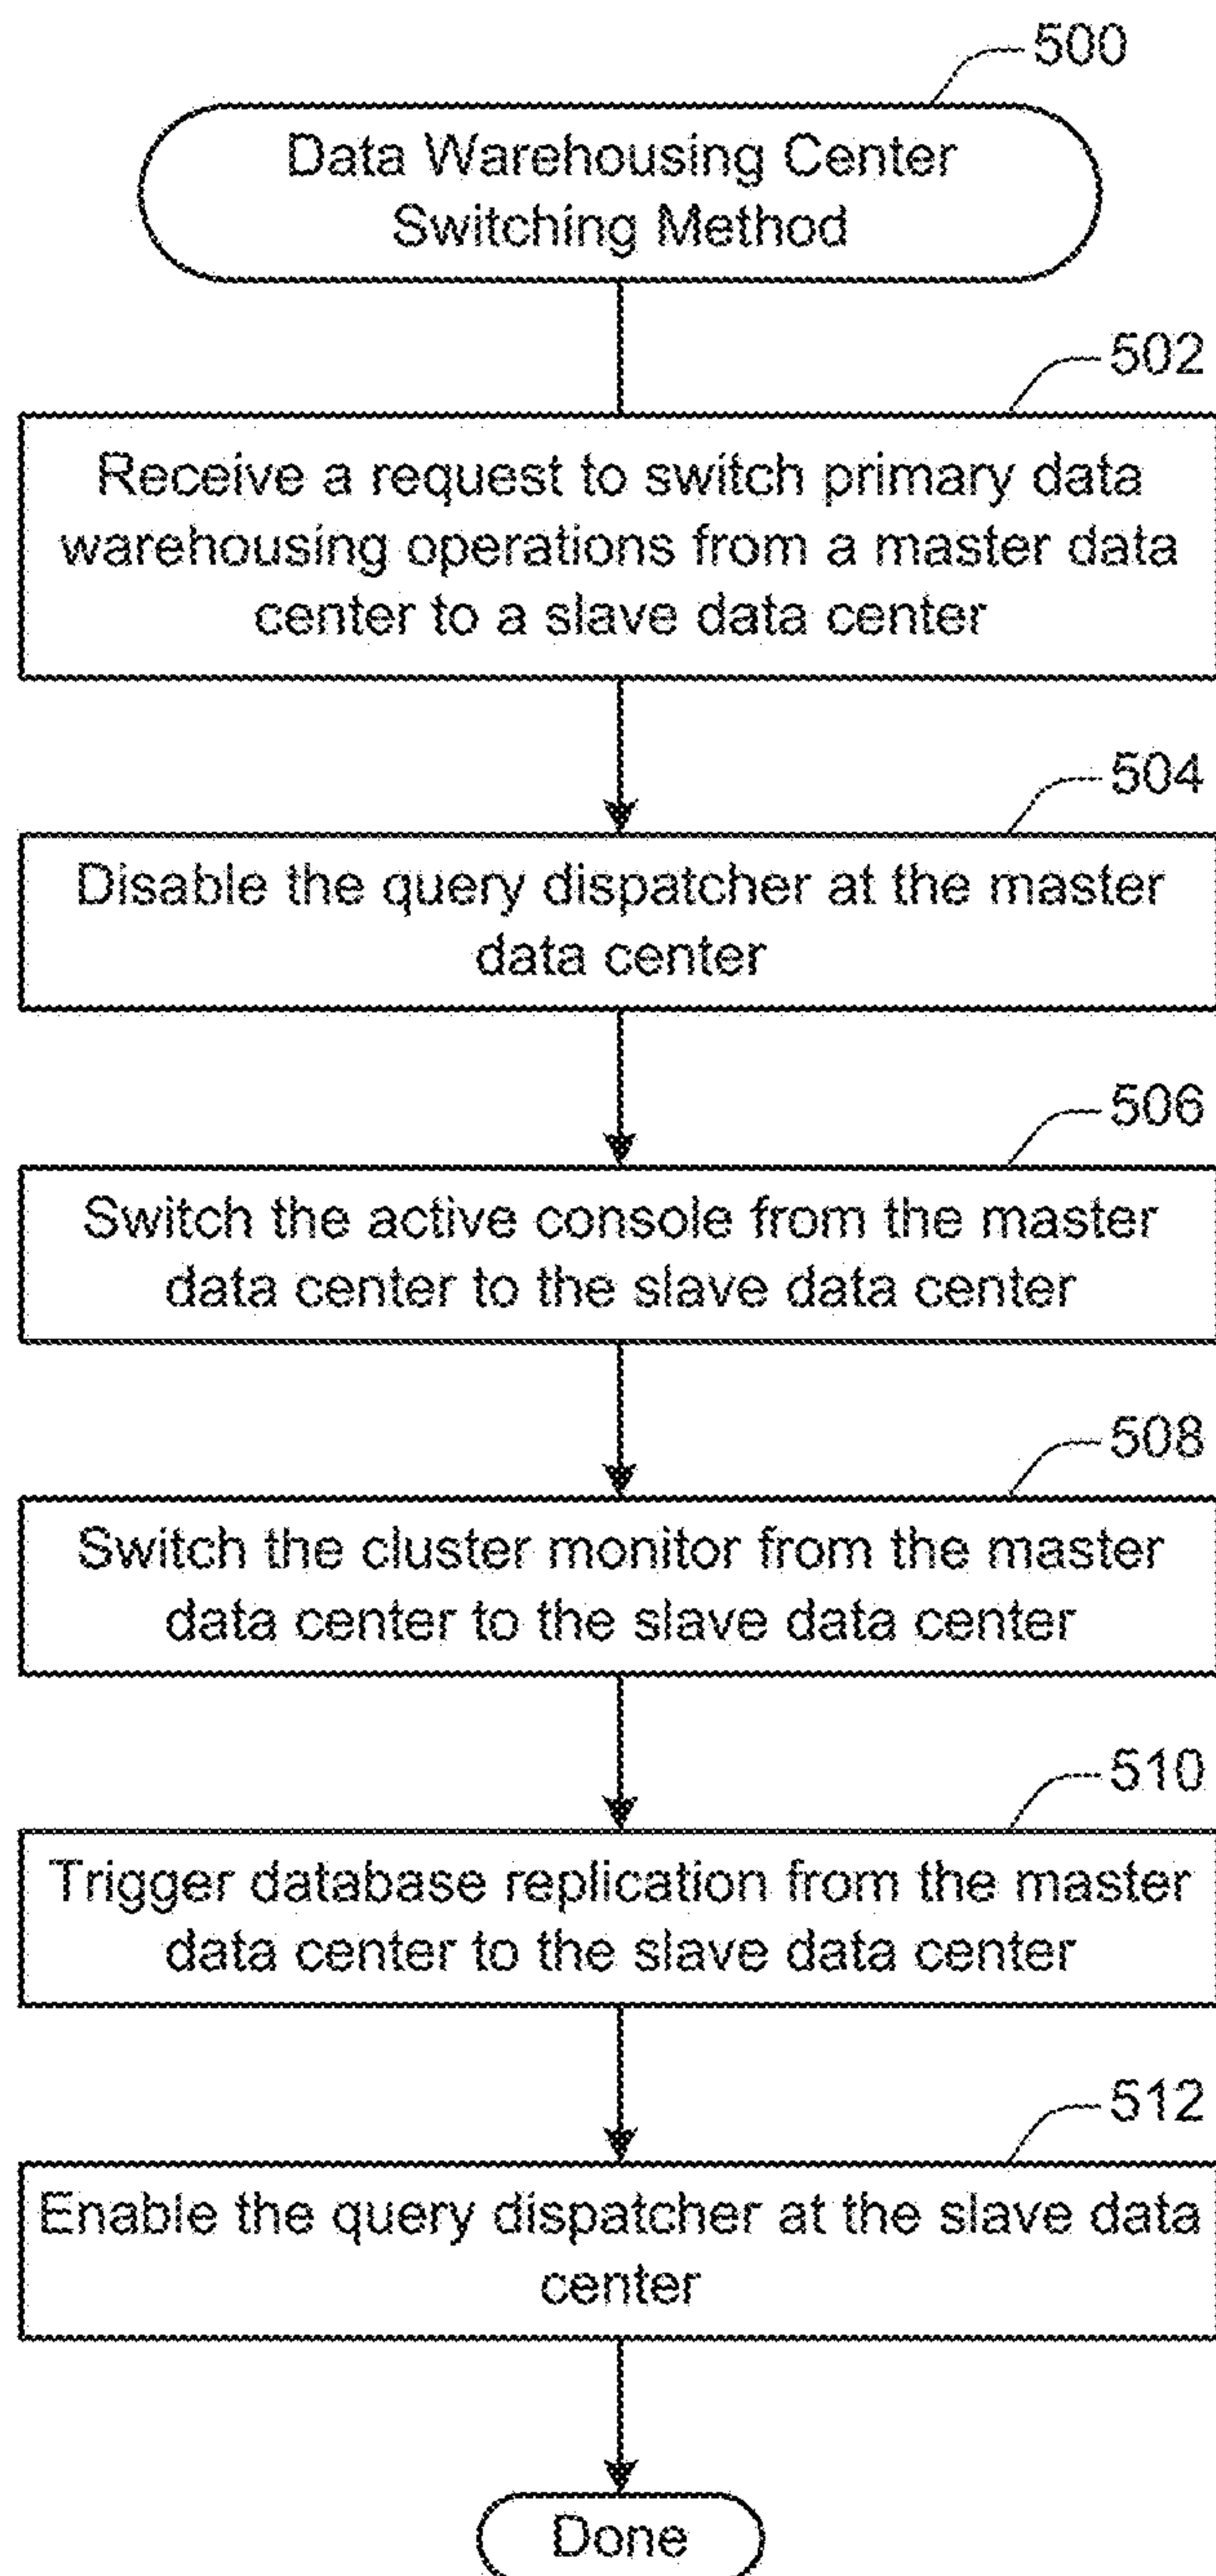 500
Data Warehousing Center
Switching Method
502
Receive a request to switch primary data
warehousing operations from a master data
center to a slave data center
504
Disable the query dispatcher at the master
data center
506
Switch the active console from the master
data center to the slave data center
508
Switch the cluster monitor from the master
data center to the slave data center
510
Trigger database replication from the master
data center to the slave data center
512
Enable the query dispatcher at the slave data
center
Done